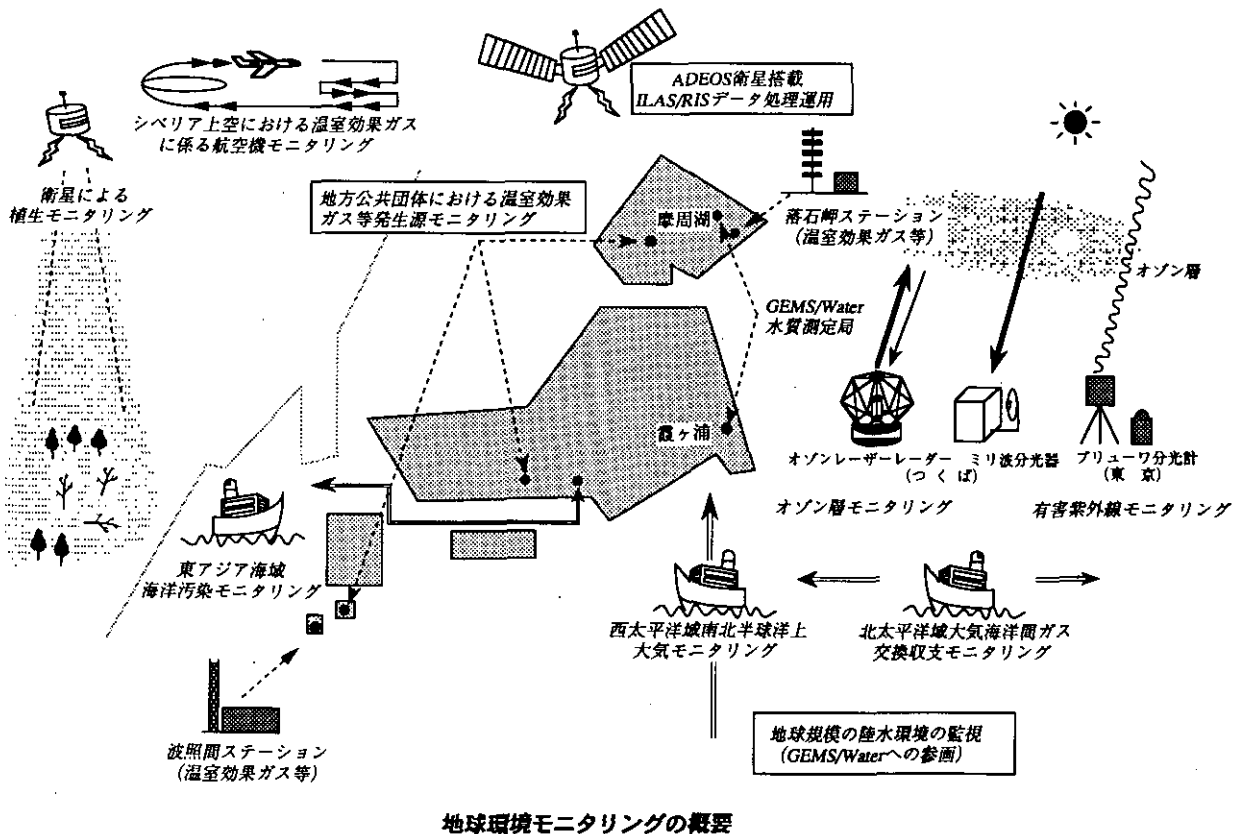 ADEOS衛星搭載
ILAS/RISデータ処理運用
シベリア上空における温室効果ガス
に係る航空機モニタリング
衛星による
植生モニタリング
地方公共団体における温室効果
ガス等発生源モニタリング
摩周湖
落石岬ステーション
(温室効果ガス等)
オゾン層
GEMS/Water
水質測定局
霞ヶ浦
オゾンレーザーレーダー ミリ波分光器
(つくば)
オゾン層モニタリング
ブリューワ分光計
(東 京)
有害紫外線モニタリング
東アジア海域
海洋汚染モニタリング
西太平洋域南北半球洋上
大気モニタリング
北太平洋域大気海洋間ガス
交換収支モニタリング
波照間ステーション
(温室効果ガス等)
地球規模の陸水環境の監視
(GEMS/Waterへの参画)
地球環境モニタリングの概要